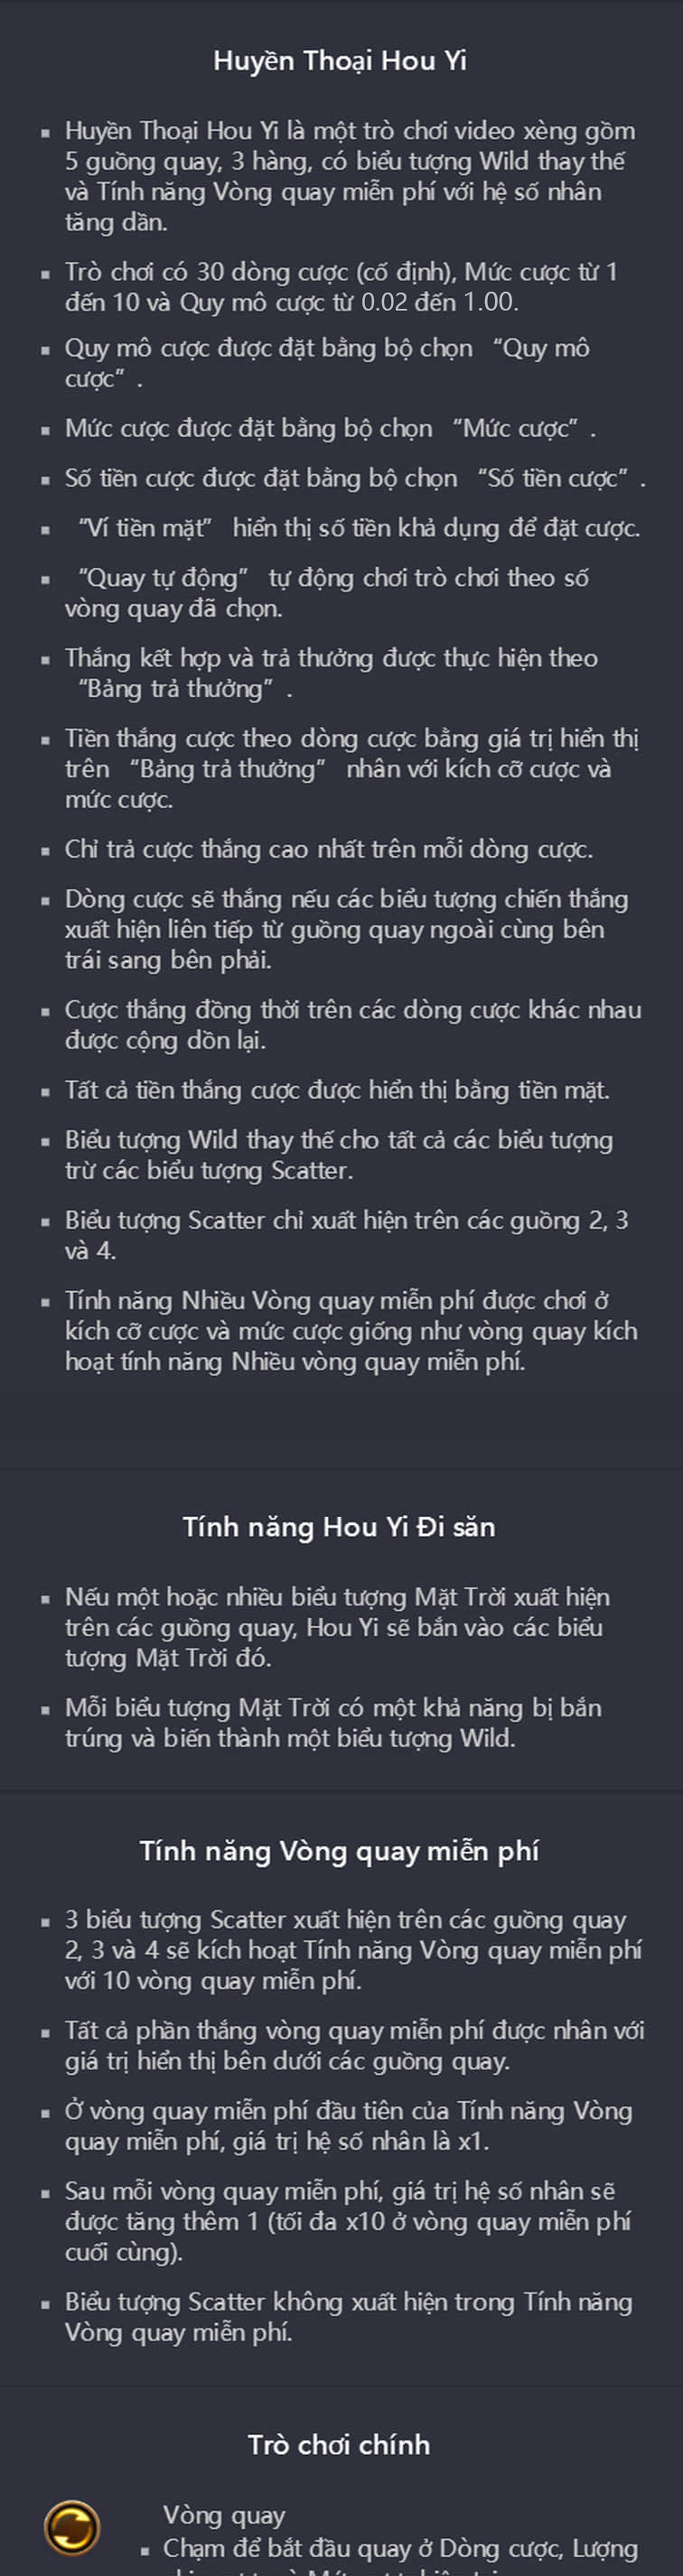 Huyền Thoại Hou Yi
▪ Huyền Thoại Hou Yi là một trò chơi video xèng gồm
5 guồng quay, 3 hàng, có biểu tượng Wild thay thế
và Tính năng Vòng quay miễn phí với hệ số nhân
tăng dần.
▪ Trò chơi có 30 dòng cược (cố định), Mức cược từ 1
đến 10 và Quy mô cược từ 0.02 đến 1.00.
▪ Quy mô cược được đặt bằng bộ chọn “Quy mô
cược”.
▪ Mức cược được đặt bằng bộ chọn “Mức cược”.
▪ Số tiền cược được đặt bằng bộ chọn “Số tiền cược”.
▪ “Ví tiền mặt” hiển thị số tiền khả dụng để đặt cược.
▪ “Quay tự động” tự động chơi trò chơi theo số
vòng quay đã chọn.
▪ Thắng kết hợp và trả thưởng được thực hiện theo
“Bảng trả thưởng”.
▪ Tiền thắng cược theo dòng cược bằng giá trị hiển thị
trên “Bảng trả thưởng” nhân với kích cỡ cược và
mức cược.
▪ Chỉ trả cược thắng cao nhất trên mỗi dòng cược.
▪ Dòng cược sẽ thắng nếu các biểu tượng chiến thắng
xuất hiện liên tiếp từ guồng quay ngoài cùng bên
trái sang bên phải.
▪ Cược thắng đồng thời trên các dòng cược khác nhau
được cộng dồn lại.
▪ Tất cả tiền thắng cược được hiển thị bằng tiền mặt.
▪ Biểu tượng Wild thay thế cho tất cả các biểu tượng
trừ các biểu tượng Scatter.
▪ Biểu tượng Scatter chỉ xuất hiện trên các guồng 2, 3
và 4.
▪ Tính năng Nhiều Vòng quay miễn phí được chơi ở
kích cỡ cược và mức cược giống như vòng quay kích
hoạt tính năng Nhiều vòng quay miễn phí.
Tính năng Hou Yi Đi săn
▪ Nếu một hoặc nhiều biểu tượng Mặt Trời xuất hiện
trên các guồng quay, Hou Yi sẽ bắn vào các biểu
tượng Mặt Trời đó.
▪ Mỗi biểu tượng Mặt Trời có một khả năng bị bắn
trúng và biến thành một biểu tượng Wild.
Tính năng Vòng quay miễn phí
▪ 3 biểu tượng Scatter xuất hiện trên các guồng quay
2, 3 và 4 sẽ kích hoạt Tính năng Vòng quay miễn phí
với 10 vòng quay miễn phí.
▪ Tất cả phần thắng vòng quay miễn phí được nhân với
giá trị hiển thị bên dưới các guồng quay.
▪ Ở vòng quay miễn phí đầu tiên của Tính năng Vòng
quay miễn phí, giá trị hệ số nhân là x1.
▪ Sau mỗi vòng quay miễn phí, giá trị hệ số nhân sẽ
được tăng thêm 1 (tối đa x10 ở vòng quay miễn phí
cuối cùng).
▪ Biểu tượng Scatter không xuất hiện trong Tính năng
Vòng quay miễn phí.
Trò chơi chính
Vòng quay
▪ Chạm để bắt đầu quay ở Dòng cược, Lượng